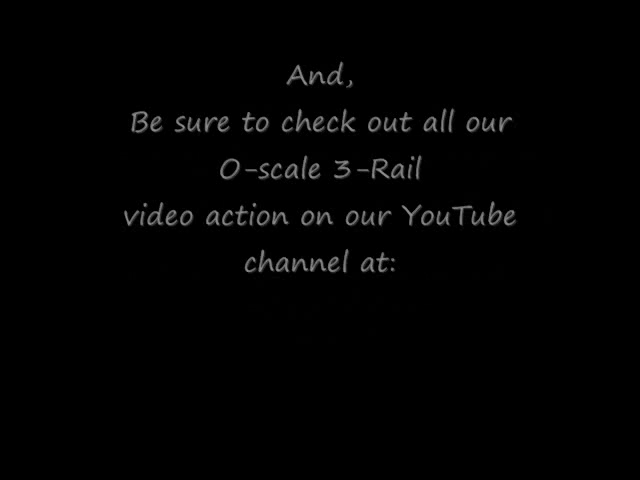 And,
Be sure to check out all our
O-scale 3-Rail
video action on our YouTube
channel at: